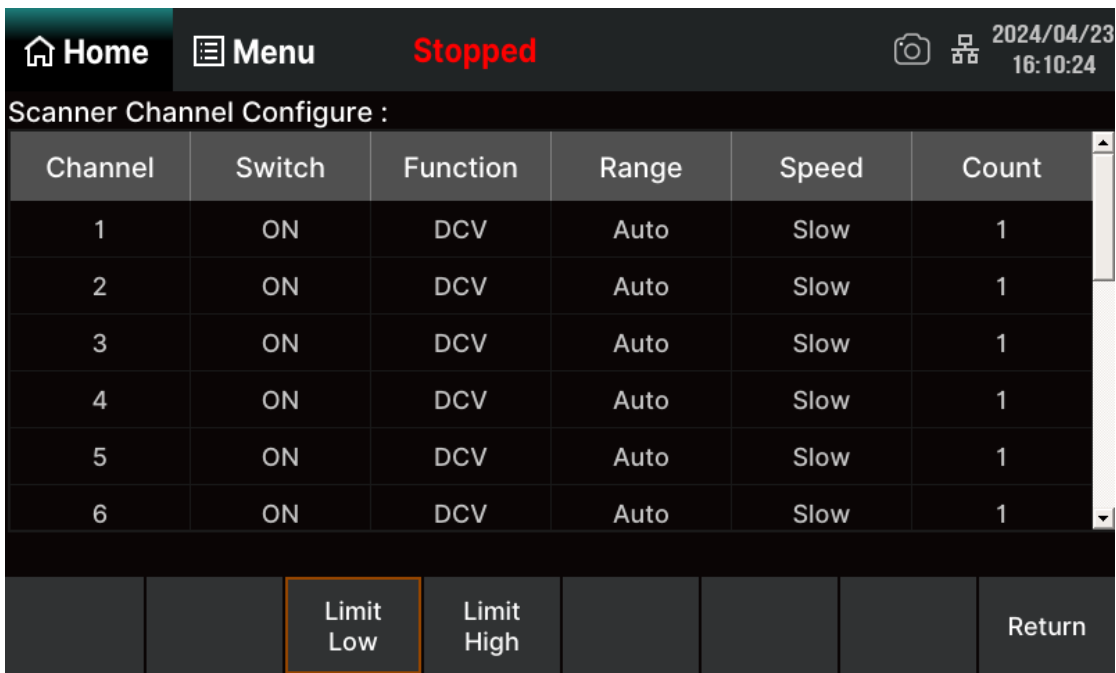 Home Menu Stopped 2024/04/23
16:10:24
Scanner Channel Configure :
Channel Switch Function Range Speed Count
1 ON DCV Auto Slow 1
2 ON DCV Auto Slow 1
3 ON DCV Auto Slow 1
4 ON DCV Auto Slow 1
5 ON DCV Auto Slow 1
6 ON DCV Auto Slow 1
Limit
Low
Limit
High
Return